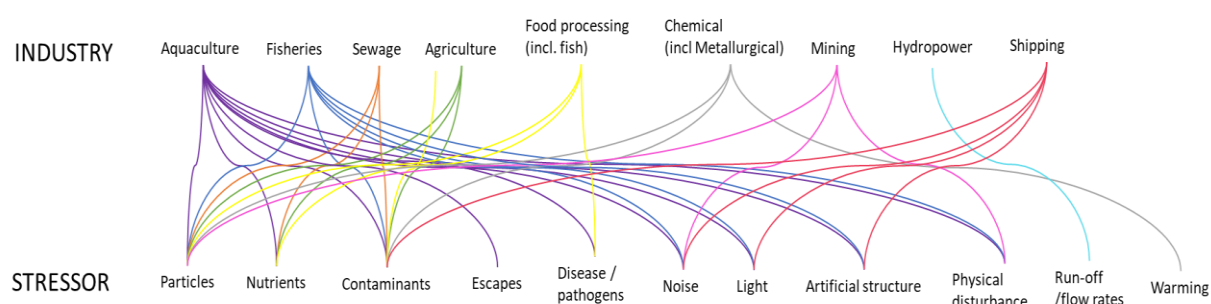 INDUSTRY
Aquaculture
Fisheries
Sewage
Agriculture
Food processing
(incl. fish)
Chemical
(incl Metallurgical)
Mining
Hydropower
Shipping
STRESSOR
Particles
Nutrients
Contaminants
Escapes
Disease /
pathogens
Noise
Light
Artificial structure
Physical
disturbance
Run-off
/flow rates
Warming